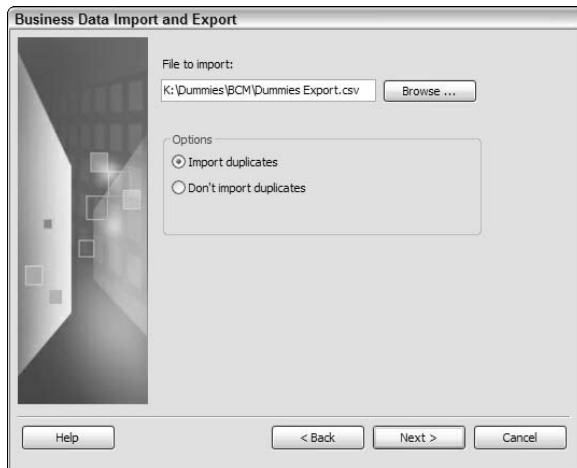 Business Data Import and Export
File to import:
K:\Dummies\BCM\Dummies Export.csv
Browse ...
Options
Import duplicates
Don't import duplicates
Help
< Back
Next >
Cancel